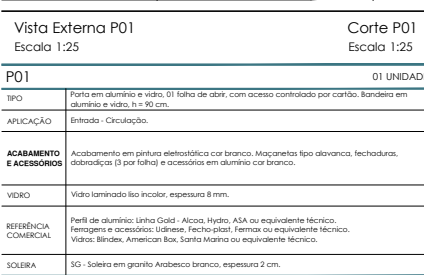 Vista Externa P01 Corte P01
Escala 1:25 Escala 1:25
P01 01 UNIDAD
TIPO Porta em alumínio e vidro, 01 folha de abrir, com acesso controlado por cartão. Bandeira em
alumínio e vidro, h = 90 cm.
APLICAÇÃO Entrada - Circulação.
ACABAMENTO
E ACESSÓRIOS
Acabamento em pintura eletrostática cor branco. Maçanetas tipo alavanca, fechaduras,
dobradiças (3 por folha) e acessórios em alumínio cor branco.
VIDRO Vidro laminado liso incolor, espessura 8 mm.
REFERÊNCIA
COMERCIAL
Perfil de alumínio: Linha Gold - Alcoa, Hydro, ASA ou equivalente técnico.
Ferragens e acessórios: Udinese, Fecho-plast, Fermax ou equivalente técnico.
Vidros: Blindex, American Box, Santa Marina ou equivalente técnico.
SOLEIRA SG - Soleira em granito Arabesco branco, espessura 2 cm.